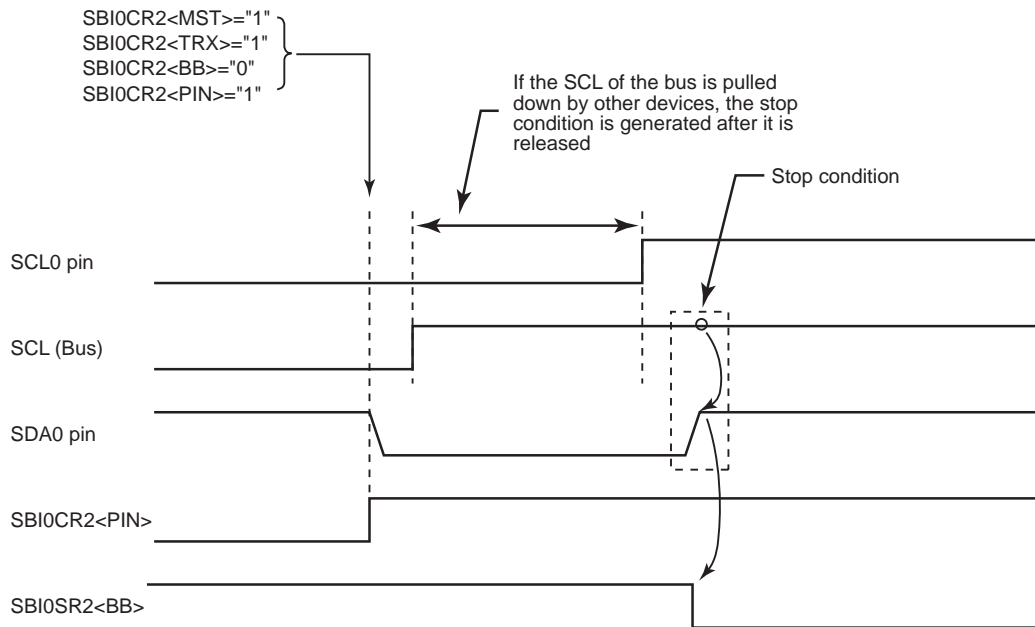 SBI0CR2<MST>="1"
SBI0CR2<TRX>="1"
SBI0CR2<BB>="0"
SBI0CR2<PIN>="1"
If the SCL of the bus is pulled
down by other devices, the stop
condition is generated after it is
released
Stop condition
SCL0 pin
SCL (Bus)
SDA0 pin
SBI0CR2<PIN>
SBI0SR2<BB>